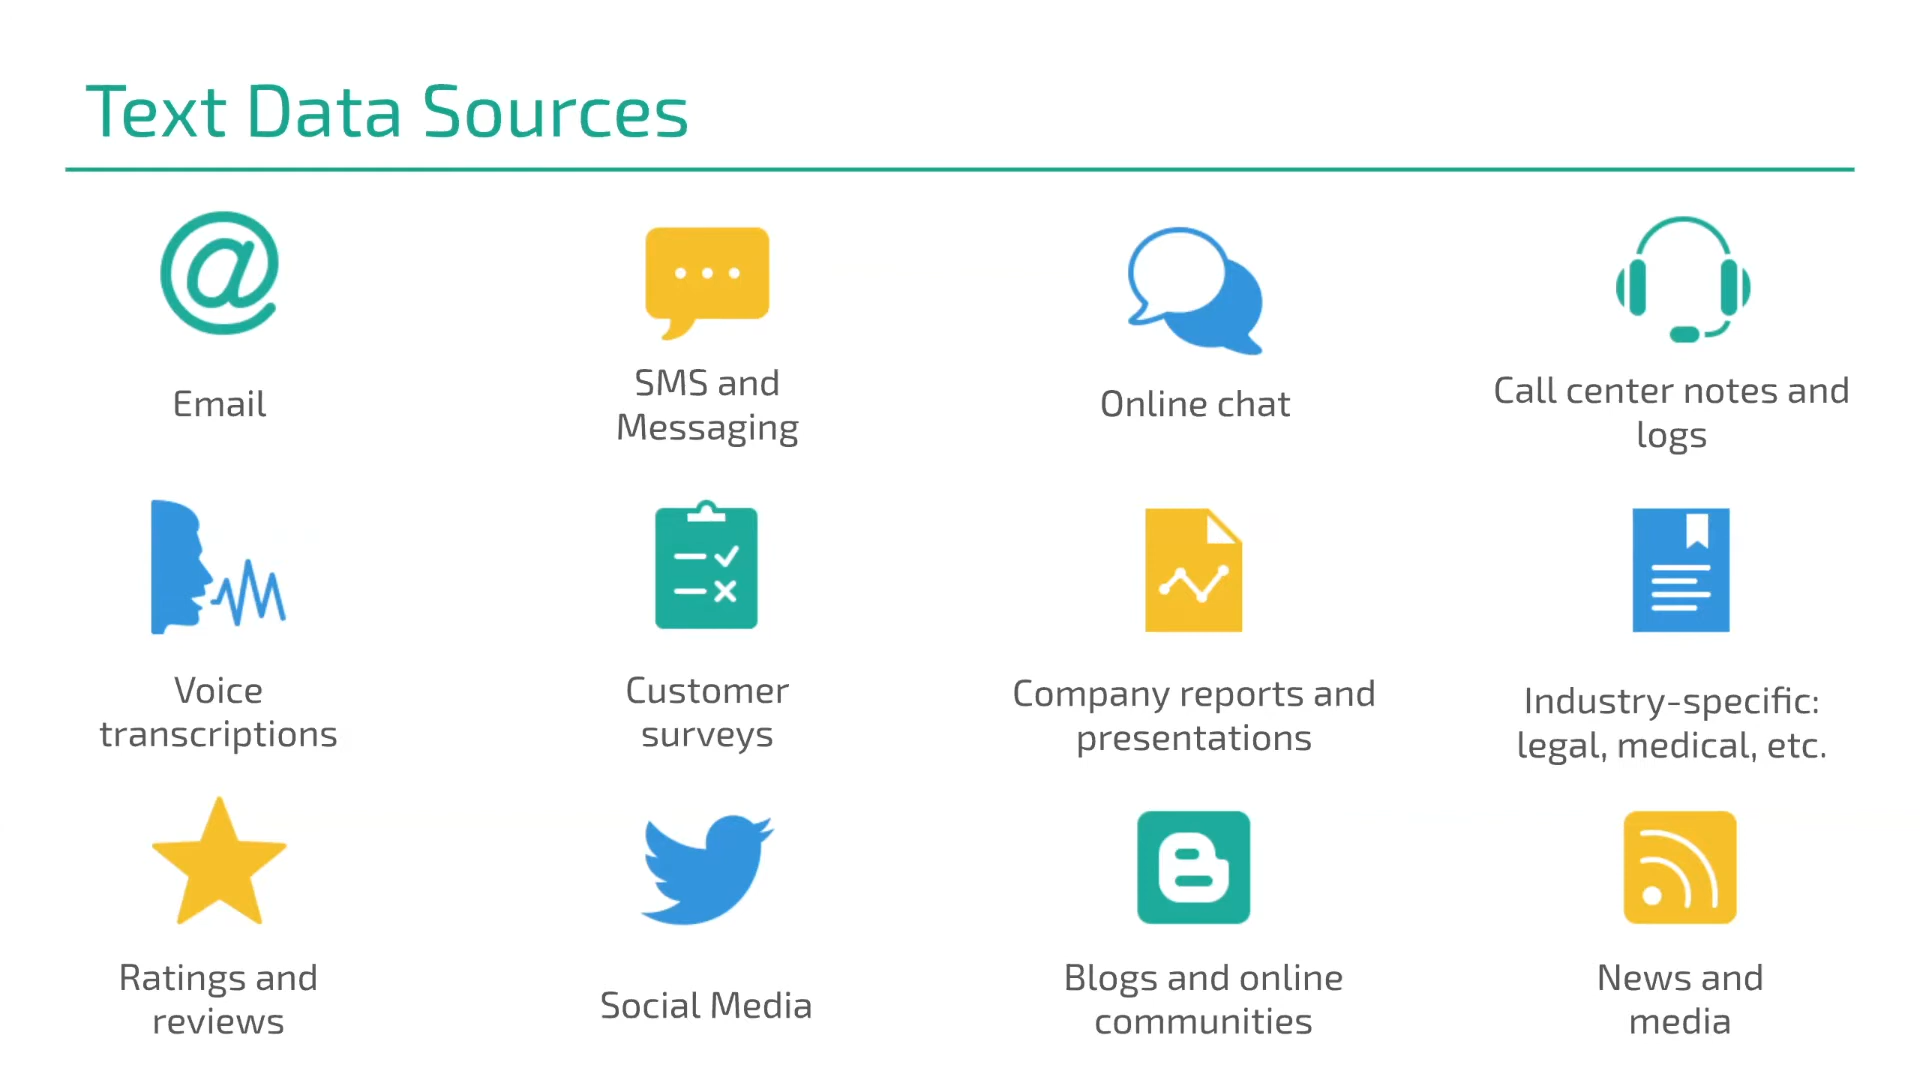 Text Data Sources
Email
SMS and
Messaging
Online chat
Call center notes and
logs
Voice
transcriptions
Customer
surveys
Company reports and
presentations
Industry-specific:
legal, medical, etc.
Ratings and
reviews
Social Media
Blogs and online
communities
News and
media